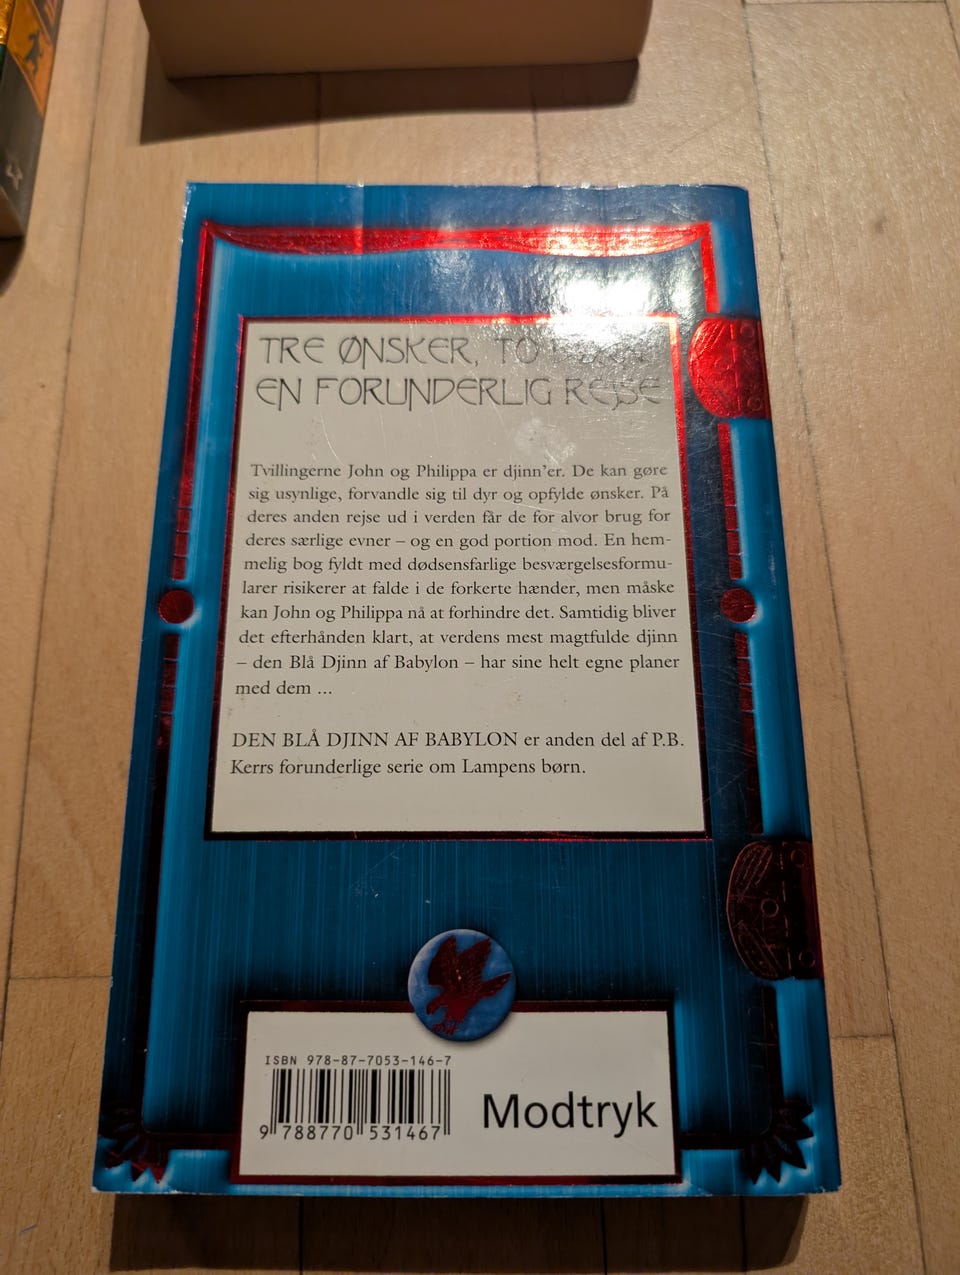 TRE ØNSKER, TO
EN FORUNDERLIG REJSE
Tvillingerne John og Philippa er djinn'er. De kan gøre
sig usynlige, forvandle sig til dyr og opfylde ønsker. På
deres anden rejse ud i verden får de for alvor brug for
deres særlige evner – og en god portion mod. En hem-
melig bog fyldt med dødsensfarlige besværgelsesformu-
larer risikerer at falde i de forkerte hænder, men måske
kan John og Philippa nå at forhindre det. Samtidig bliver
det efterhånden klart, at verdens mest magtfulde djinn
– den Blå Djinn af Babylon – har sine helt egne planer
med dem ...
DEN BLÅ DJINN AF BABYLON er anden del af P.B.
Kerrs forunderlige serie om Lampens børn.
ISBN 978-87-7053-146-7
9 788770 531467
Modtryk